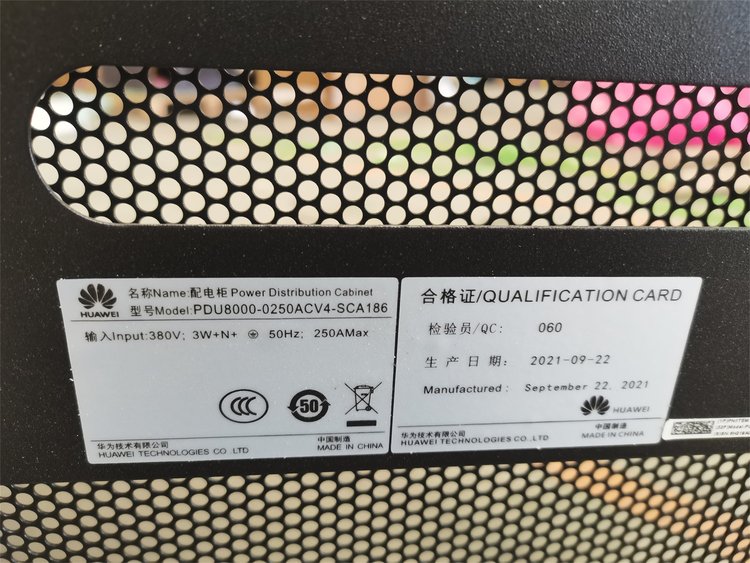 HUAWEI
名称Name:配电柜 Power Distribution Cabinet
型号Model:PDU8000-0250ACV4-SCA186
输入Input:380V; 3W+N+ 50Hz; 250AMax
CCC
50
华为技术有限公司
HUAWEI TECHNOLOGIES CO .,LTD
中国制造
MADE IN CHINA
合格证/QUALIFICATION CARD
检验员/QC: 060
生产日期: 2021-09-22
Manufactured: September 22, 2021
HUAWEI
华为技术有限公司
HUAWEI TECHNOLOGIES CO .,LTD
中国制造
MADE IN CHINA